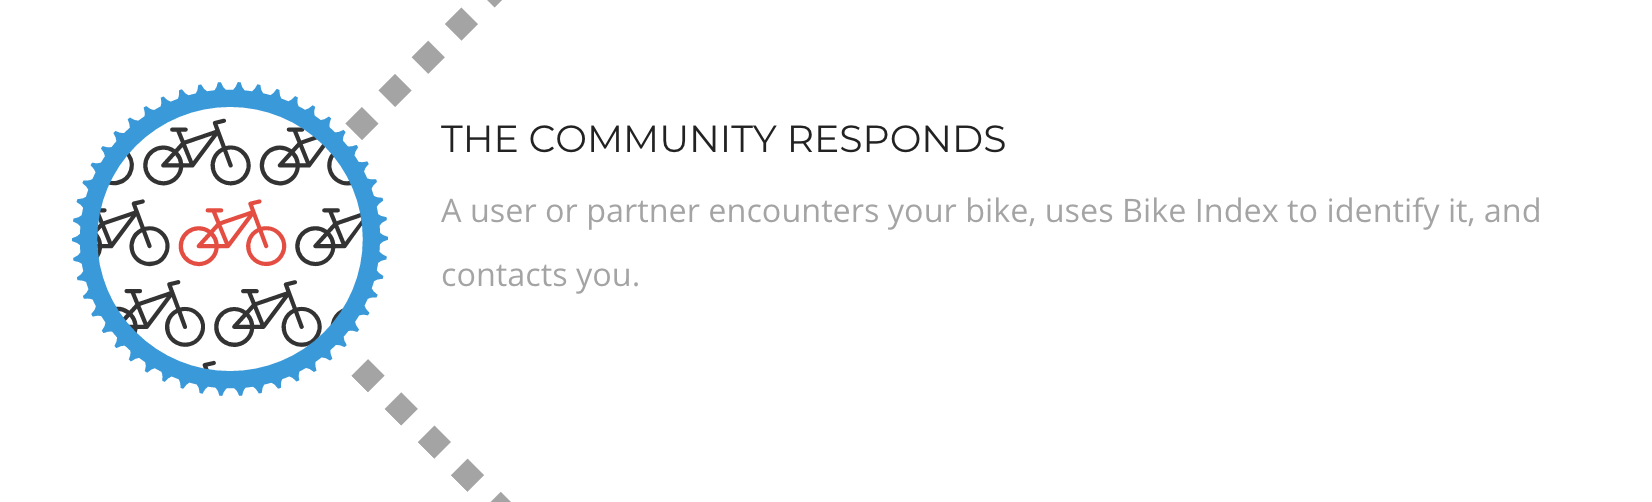 THE COMMUNITY RESPONDS
A user or partner encounters your bike, uses Bike Index to identify it, and
contacts you.